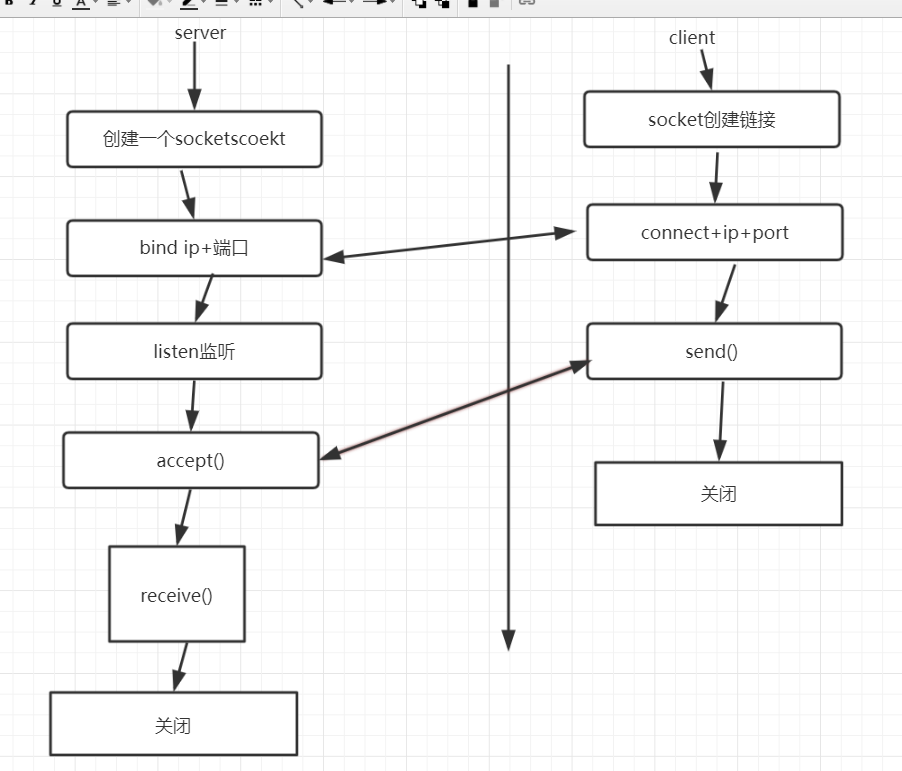 server
创建一个socketscoekt
bind ip+端口
listen监听
accept()
receive()
关闭
client
socket创建链接
connect+ip+port
send()
关闭